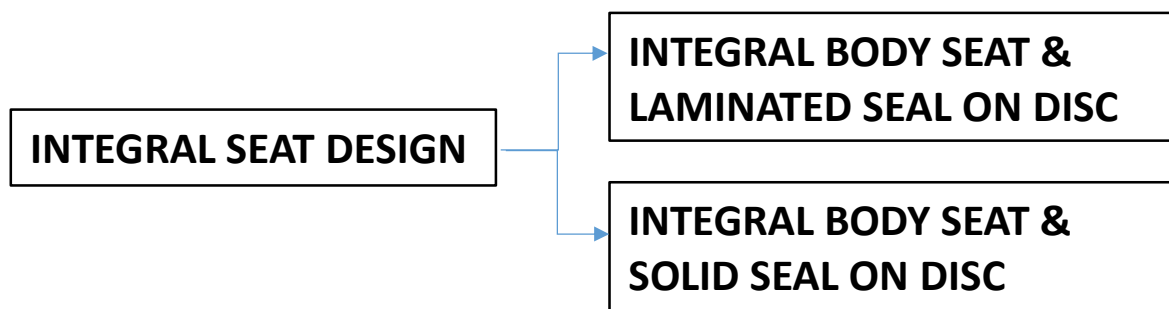 INTEGRAL SEAT DESIGN
INTEGRAL BODY SEAT &
LAMINATED SEAL ON DISC
INTEGRAL BODY SEAT &
SOLID SEAL ON DISC